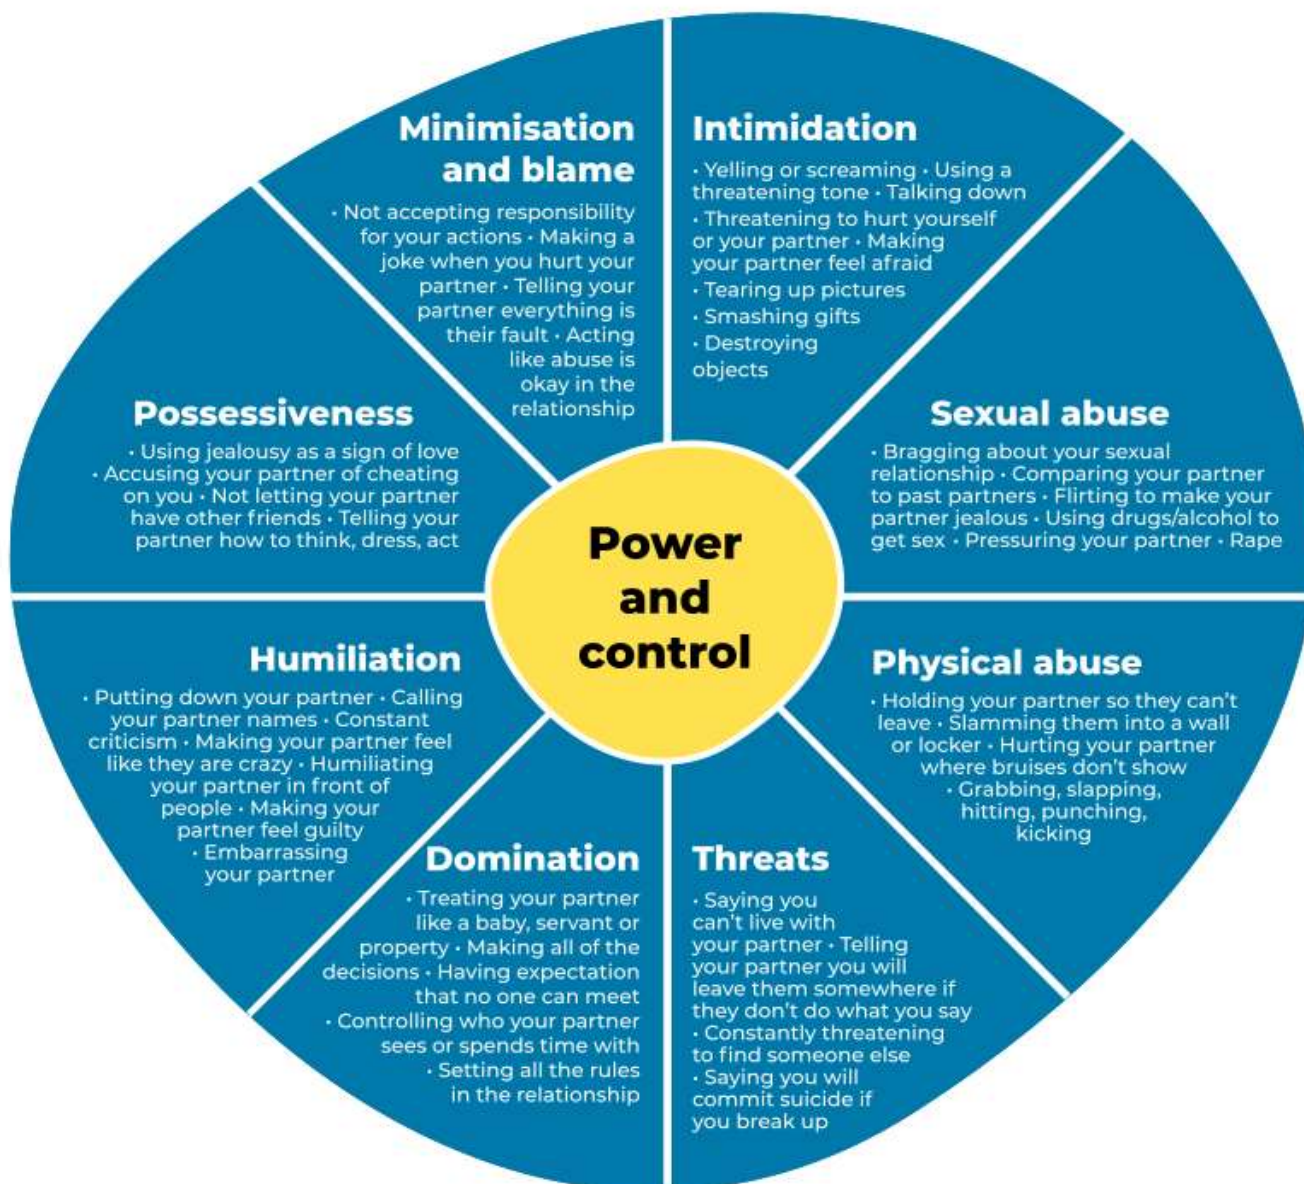 Minimisation
and blame
· Not accepting responsibility
for your actions · Making a
joke when you hurt your
partner · Telling your
partner everything is
their fault · Acting
like abuse is
okay in the
relationship
Intimidation
· Yelling or screaming · Using a
threatening tone · Talking down
· Threatening to hurt yourself
or your partner · Making
your partner feel afraid
· Tearing up pictures
· Smashing gifts
· Destroying
objects
Possessiveness
· Using jealousy as a sign of love
· Accusing your partner of cheating
on you · Not letting your partner
have other friends · Telling your
partner how to think, dress, act
Sexual abuse
· Bragging about your sexual
relationship · Comparing your partner
to past partners · Flirting to make your
partner jealous · Using drugs/alcohol to
get sex · Pressuring your partner · Rape
Power
and
control
Humiliation
· Putting down your partner · Calling
your partner names · Constant
criticism · Making your partner feel
like they are crazy · Humiliating
your partner in front of
people · Making your
partner feel guilty
· Embarrassing
your partner
Physical abuse
· Holding your partner so they can't
leave · Slamming them into a wall
or locker · Hurting your partner
where bruises don't show
· Grabbing, slapping,
hitting, punching,
kicking
Domination
· Treating your partner
like a baby, servant or
property · Making all of the
decisions · Having expectation
that no one can meet
· Controlling who your partner
sees or spends time with
· Setting all the rules
in the relationship
Threats
· Saying you
can't live with
your partner · Telling
your partner you will
leave them somewhere if
they don't do what you say
· Constantly threatening
to find someone else
· Saying you will
commit suicide if
you break up